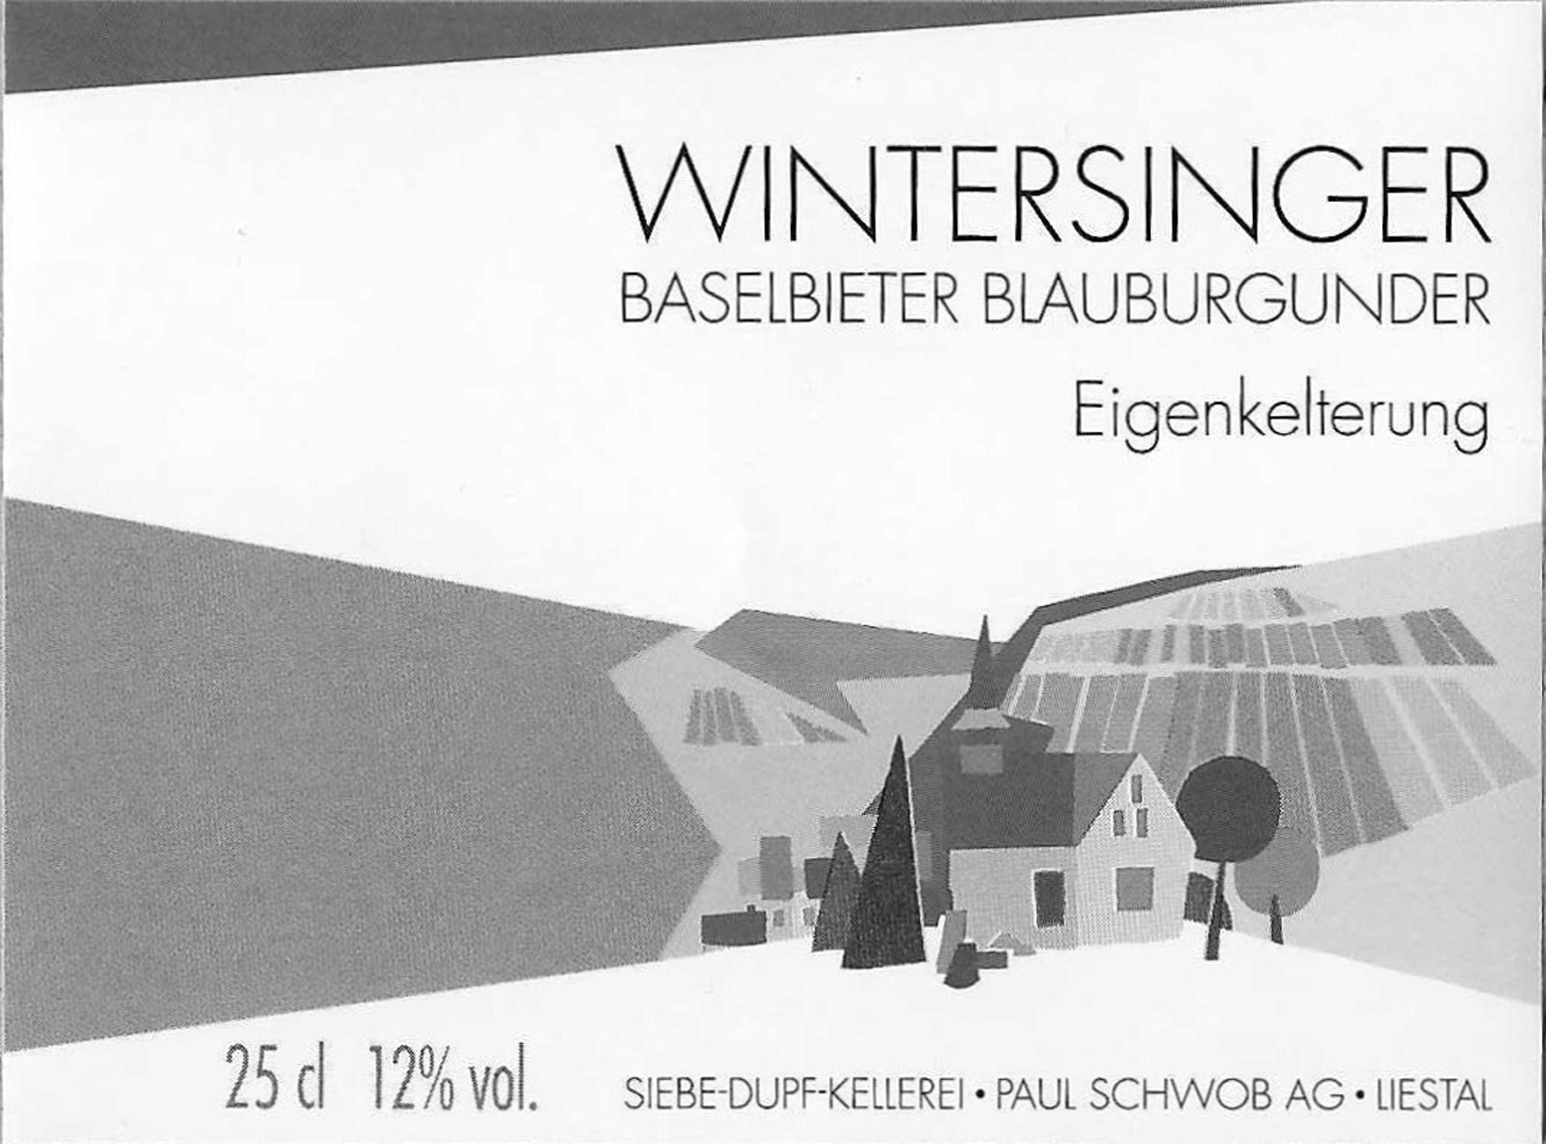 WINTERSINGER
BASELBIETER BLAUBURGUNDER
Eigenkelterung
25 cl 12% vol.
SIEBE-DUPF-KELLEREI • PAUL SCHWOB AG • LIESTAL